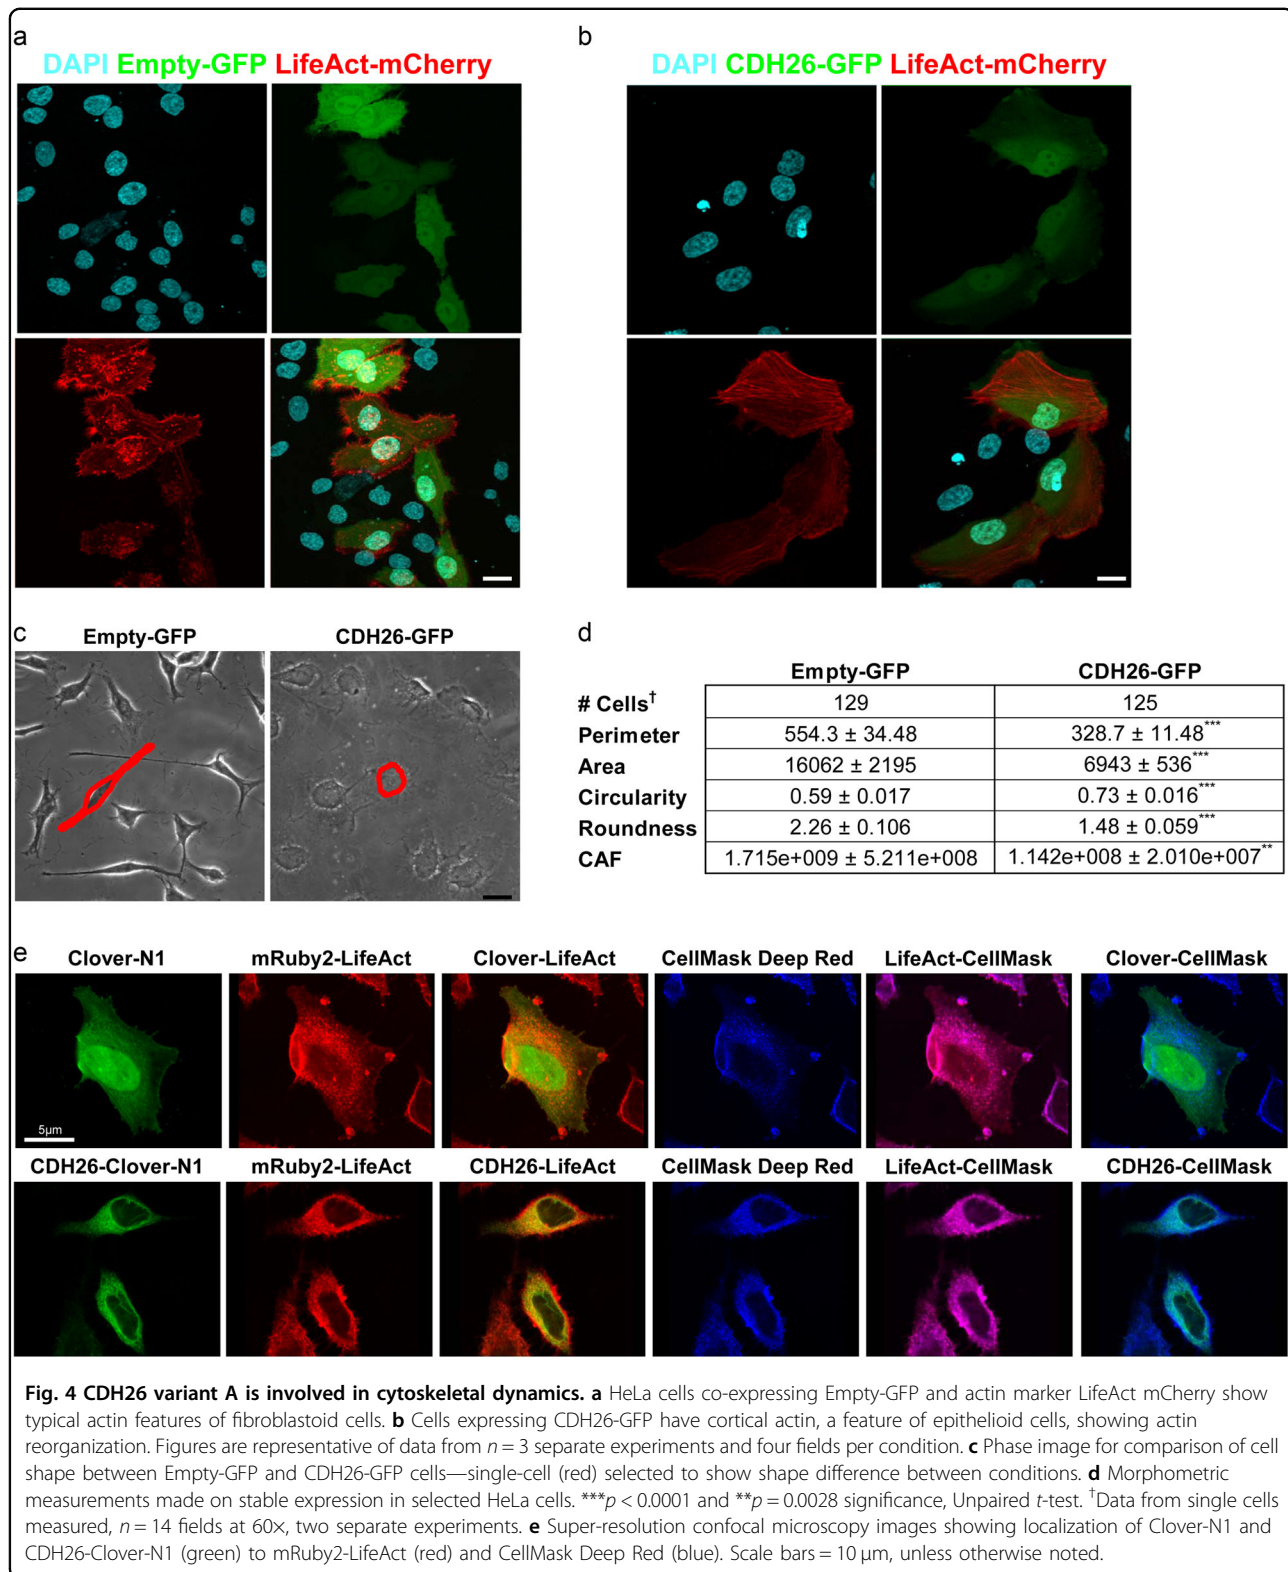 a
DAPI Empty-GFP LifeAct-mCherry
b
DAPI CDH26-GFP LifeAct-mCherry
c
Empty-GFP
CDH26-GFP
d
Empty-GFP CDH26-GFP
# Cells† 129 125
Perimeter 554.3 ± 34.48 328.7 ± 11.48***
Area 16062 ± 2195 6943 ± 536***
Circularity 0.59 ± 0.017 0.73 ± 0.016***
Roundness 2.26 ± 0.106 1.48 ± 0.059***
CAF 1.715e+009 ± 5.211e+008 1.142e+008 ± 2.010e+007**
e
Clover-N1 mRuby2-LifeAct Clover-LifeAct CellMask Deep Red LifeAct-CellMask Clover-CellMask
5µm
CDH26-Clover-N1 mRuby2-LifeAct CDH26-LifeAct CellMask Deep Red LifeAct-CellMask CDH26-CellMask
Fig. 4 CDH26 variant A is involved in cytoskeletal dynamics. a HeLa cells co-expressing Empty-GFP and actin marker LifeAct mCherry show
typical actin features of fibroblastoid cells. b Cells expressing CDH26-GFP have cortical actin, a feature of epithelioid cells, showing actin
reorganization. Figures are representative of data from n = 3 separate experiments and four fields per condition. c Phase image for comparison of cell
shape between Empty-GFP and CDH26-GFP cells—single-cell (red) selected to show shape difference between conditions. d Morphometric
measurements made on stable expression in selected HeLa cells. ***p < 0.0001 and **p = 0.0028 significance, Unpaired t-test. †Data from single cells
measured, n = 14 fields at 60×, two separate experiments. e Super-resolution confocal microscopy images showing localization of Clover-N1 and
CDH26-Clover-N1 (green) to mRuby2-LifeAct (red) and CellMask Deep Red (blue). Scale bars = 10 µm, unless otherwise noted.